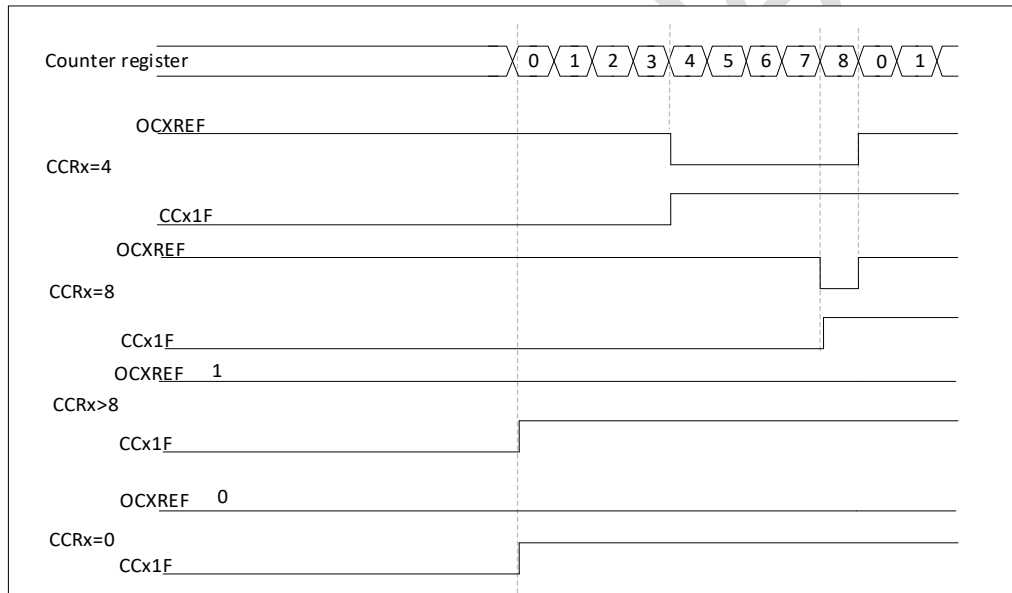 Counter register 0 1 2 3 4 5 6 7 8 0 1
OCXREF
CCRx=4
CCx1F
OCXREF
CCRx=8
CCx1F
OCXREF 1
CCRx>8
CCx1F
OCXREF 0
CCRx=0
CCx1F